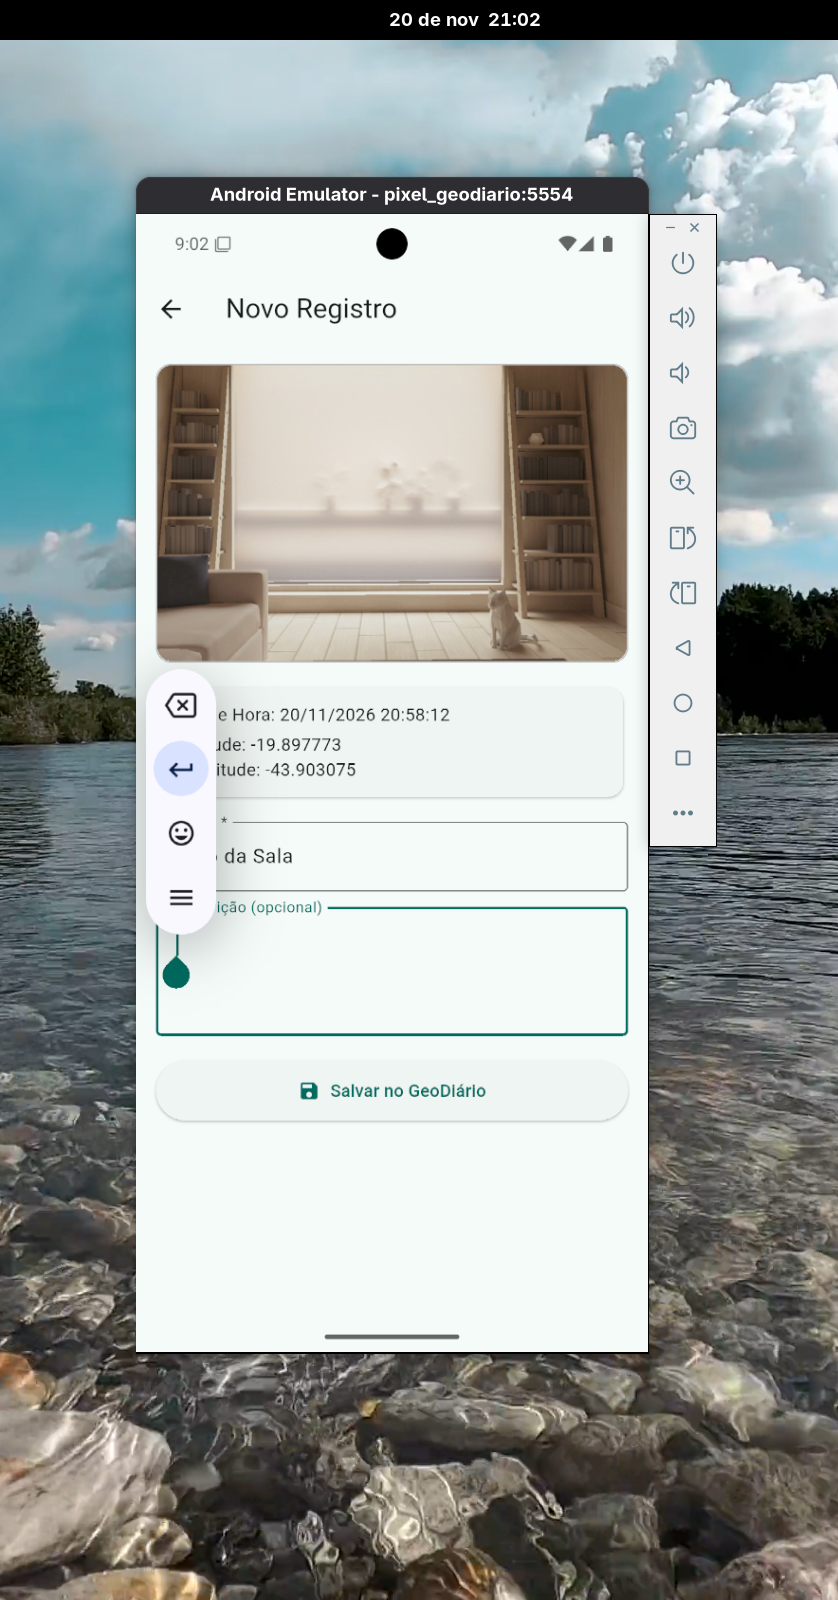 20 de nov 21:02
Android Emulator - pixel_geodiario:5554
9:02
Novo Registro
e Hora: 20/11/2026 20:58:12
ude: -19.897773
itude: -43.903075
*
da Sala
ição (opcional)
Salvar no GeoDiário